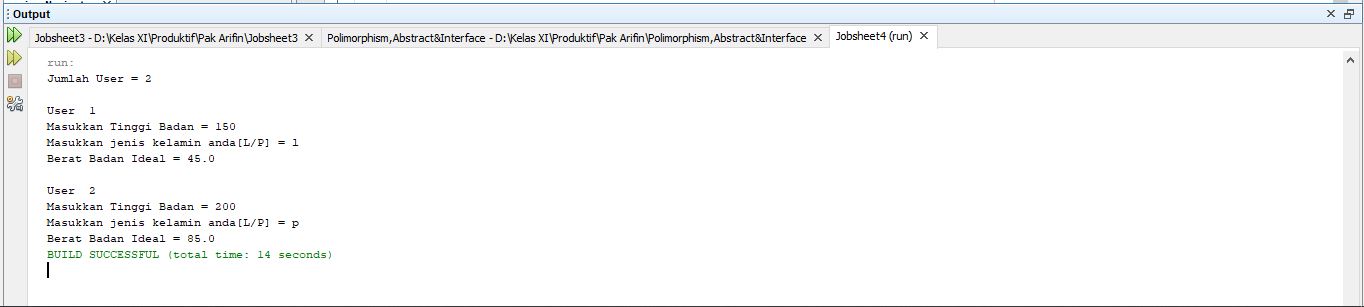 Output
Jobsheet3 - D:\Kelas XI\Produktif\Pak Arifin\Jobsheet3 Polimorphism,Abstract&Interface - D:\Kelas XI\Produktif\Pak Arifin\Polimorphism,Abstract&Interface Jobsheet4 (run)
run:
Jumlah User = 2
User  1
Masukkan Tinggi Badan = 150
Masukkan jenis kelamin anda[L/P] = l
Berat Badan Ideal = 45.0
User  2
Masukkan Tinggi Badan = 200
Masukkan jenis kelamin anda[L/P] = p
Berat Badan Ideal = 85.0
BUILD SUCCESSFUL (total time: 14 seconds)